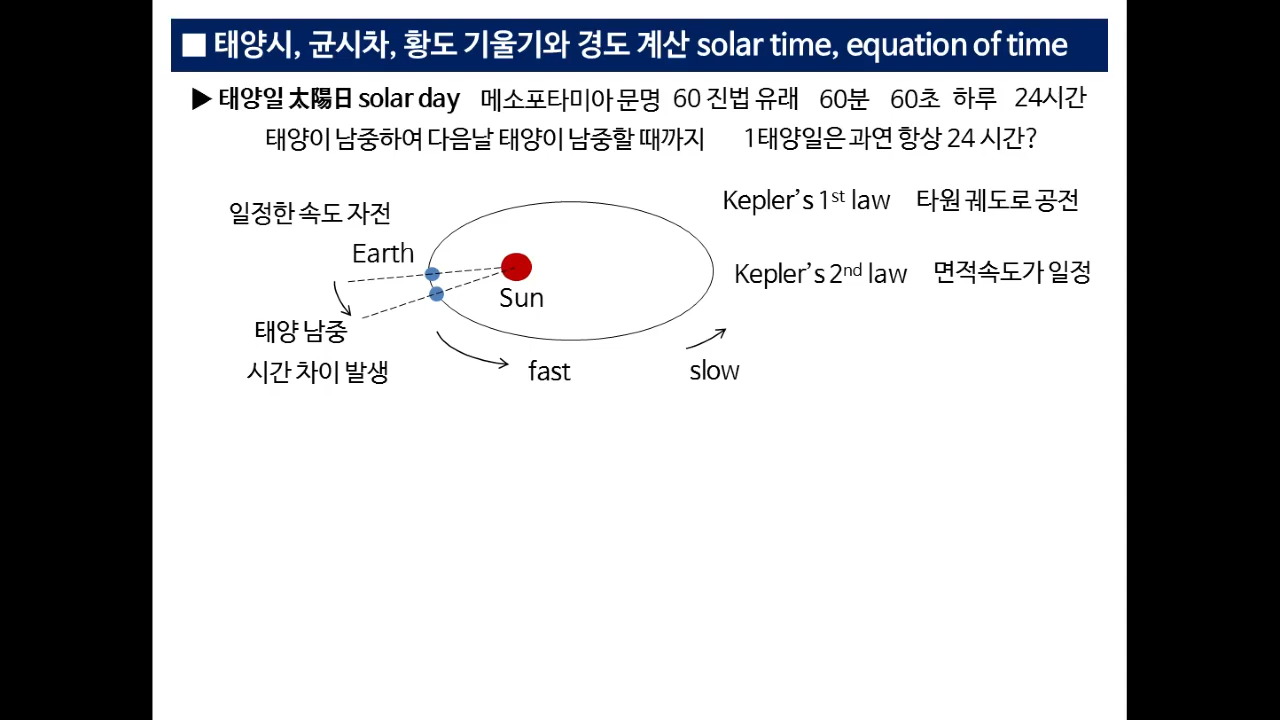 ■ 태양시, 균시차, 황도 기울기와 경도 계산 solar time, equation of time
▶ 태양일 太陽日 solar day 메소포타미아 문명 60 진법 유래 60분 60초 하루 24시간
태양이 남중하여 다음날 태양이 남중할 때까지 1태양일은 과연 항상 24 시간?
Kepler's 1st law 타원 궤도로 공전
일정한 속도 자전
Earth
Kepler's 2nd law 면적속도가 일정
Sun
태양 남중
시간 차이 발생
fast
slow